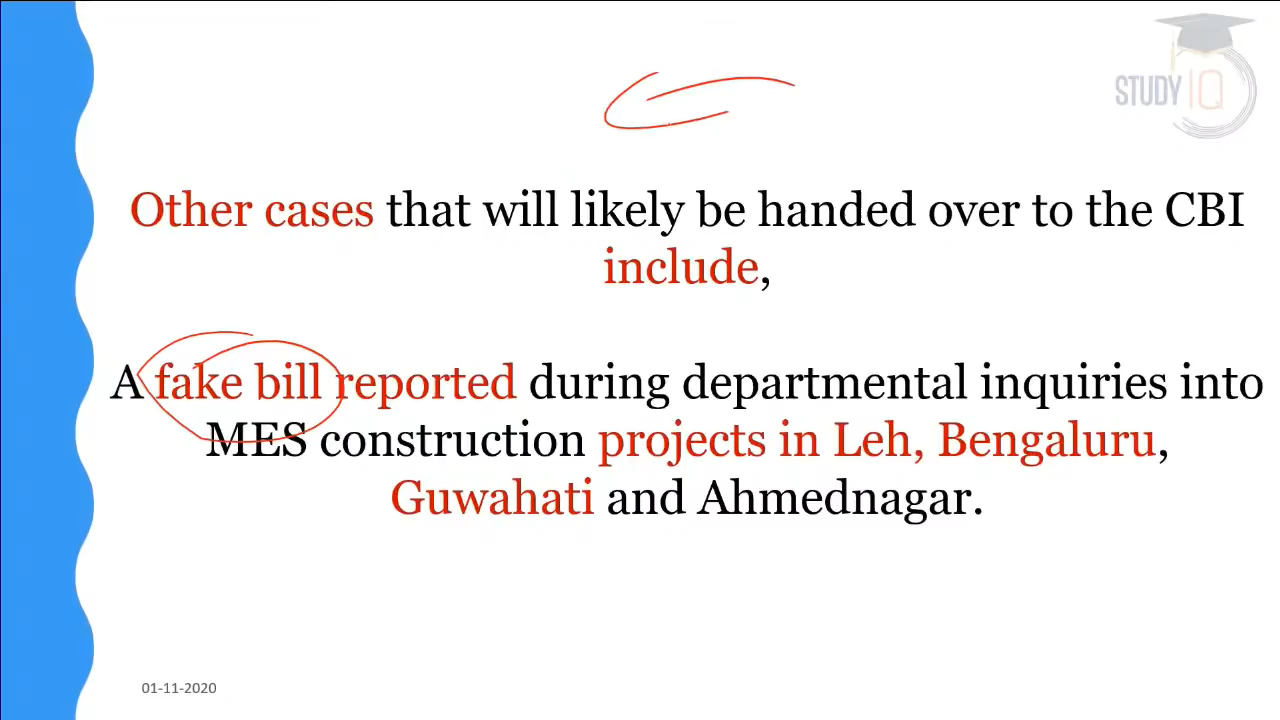 STUDY IQ
Other cases that will likely be handed over to the CBI
include,
A fake bill reported during departmental inquiries into
MES construction projects in Leh, Bengaluru,
Guwahati and Ahmednagar.
01-11-2020